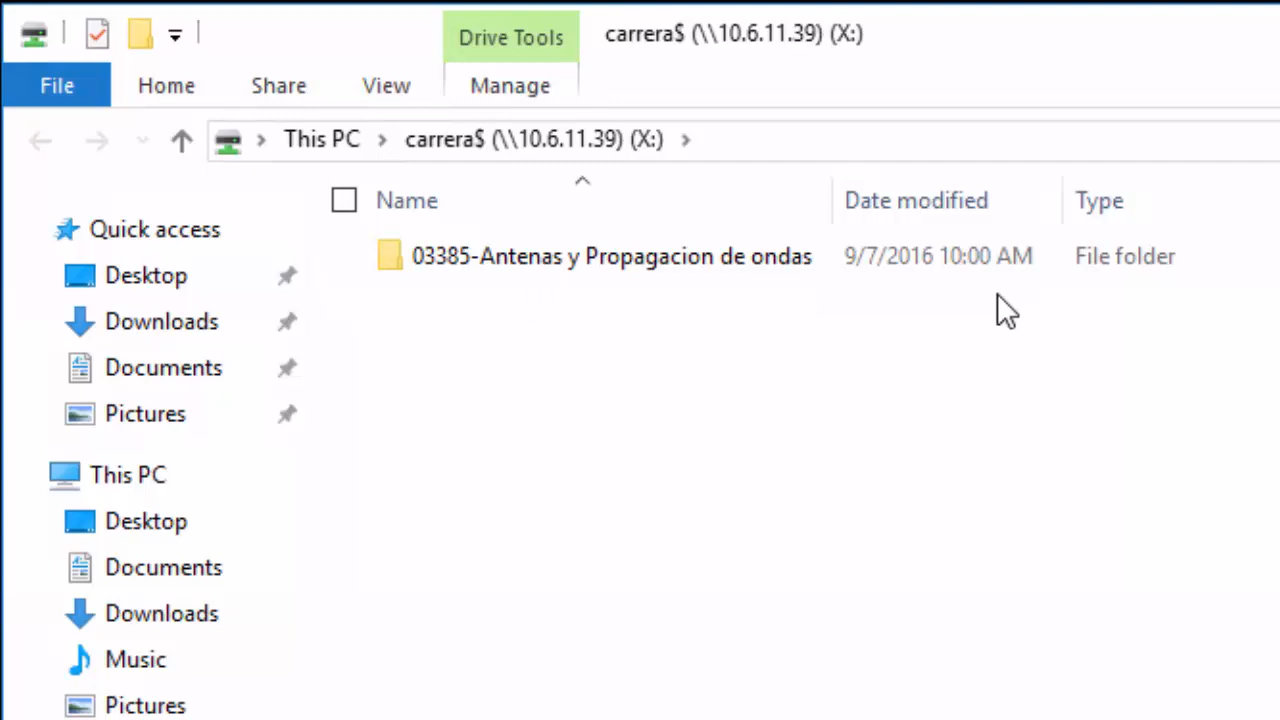 carrera$ (\\10.6.11.39) (X:)
Drive Tools
File Home Share View Manage
This PC carrera$ (\\10.6.11.39) (X:)
Name Date modified Type
03385-Antenas y Propagacion de ondas 9/7/2016 10:00 AM File folder
Quick access
Desktop
Downloads
Documents
Pictures
This PC
Desktop
Documents
Downloads
Music
Pictures